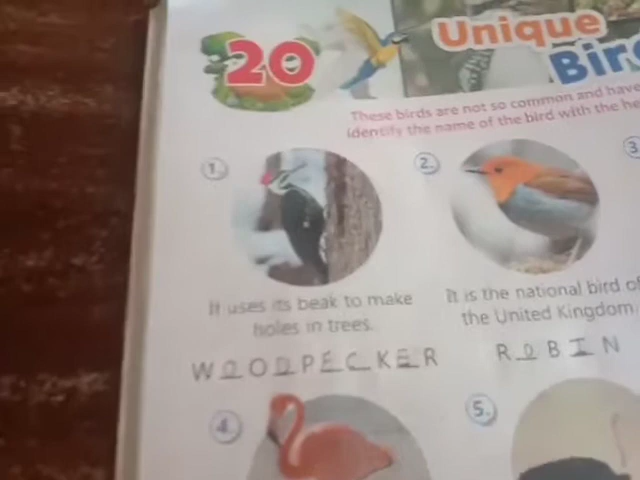 20
Unique
Bir
These birds are not so common and have
identify the name of the bird with the he
1.
2.
3
It uses its beak to make
holes in trees.
It is the national bird of
the United Kingdom.
WOODPECKER
ROBIN
4.
5.